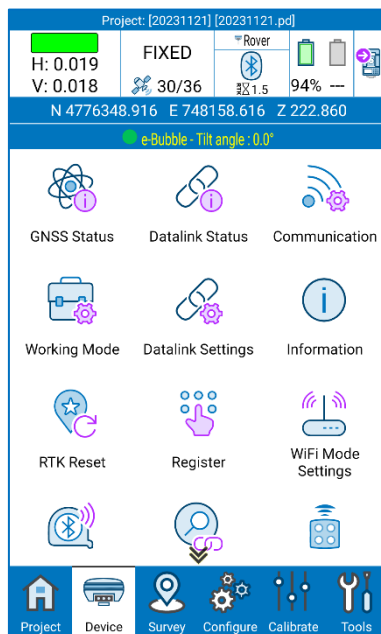 Project: [20231121] [20231121.pd]
H: 0.019
V: 0.018
FIXED
30/36
Rover
1.5
94%
---
N 4776348.916 E 748158.616 Z 222.860
e-Bubble - Tilt angle : 0.0°
GNSS Status
Datalink Status
Communication
Working Mode
Datalink Settings
Information
RTK Reset
Register
WiFi Mode
Settings
Project
Device
Survey
Configure
Calibrate
Tools